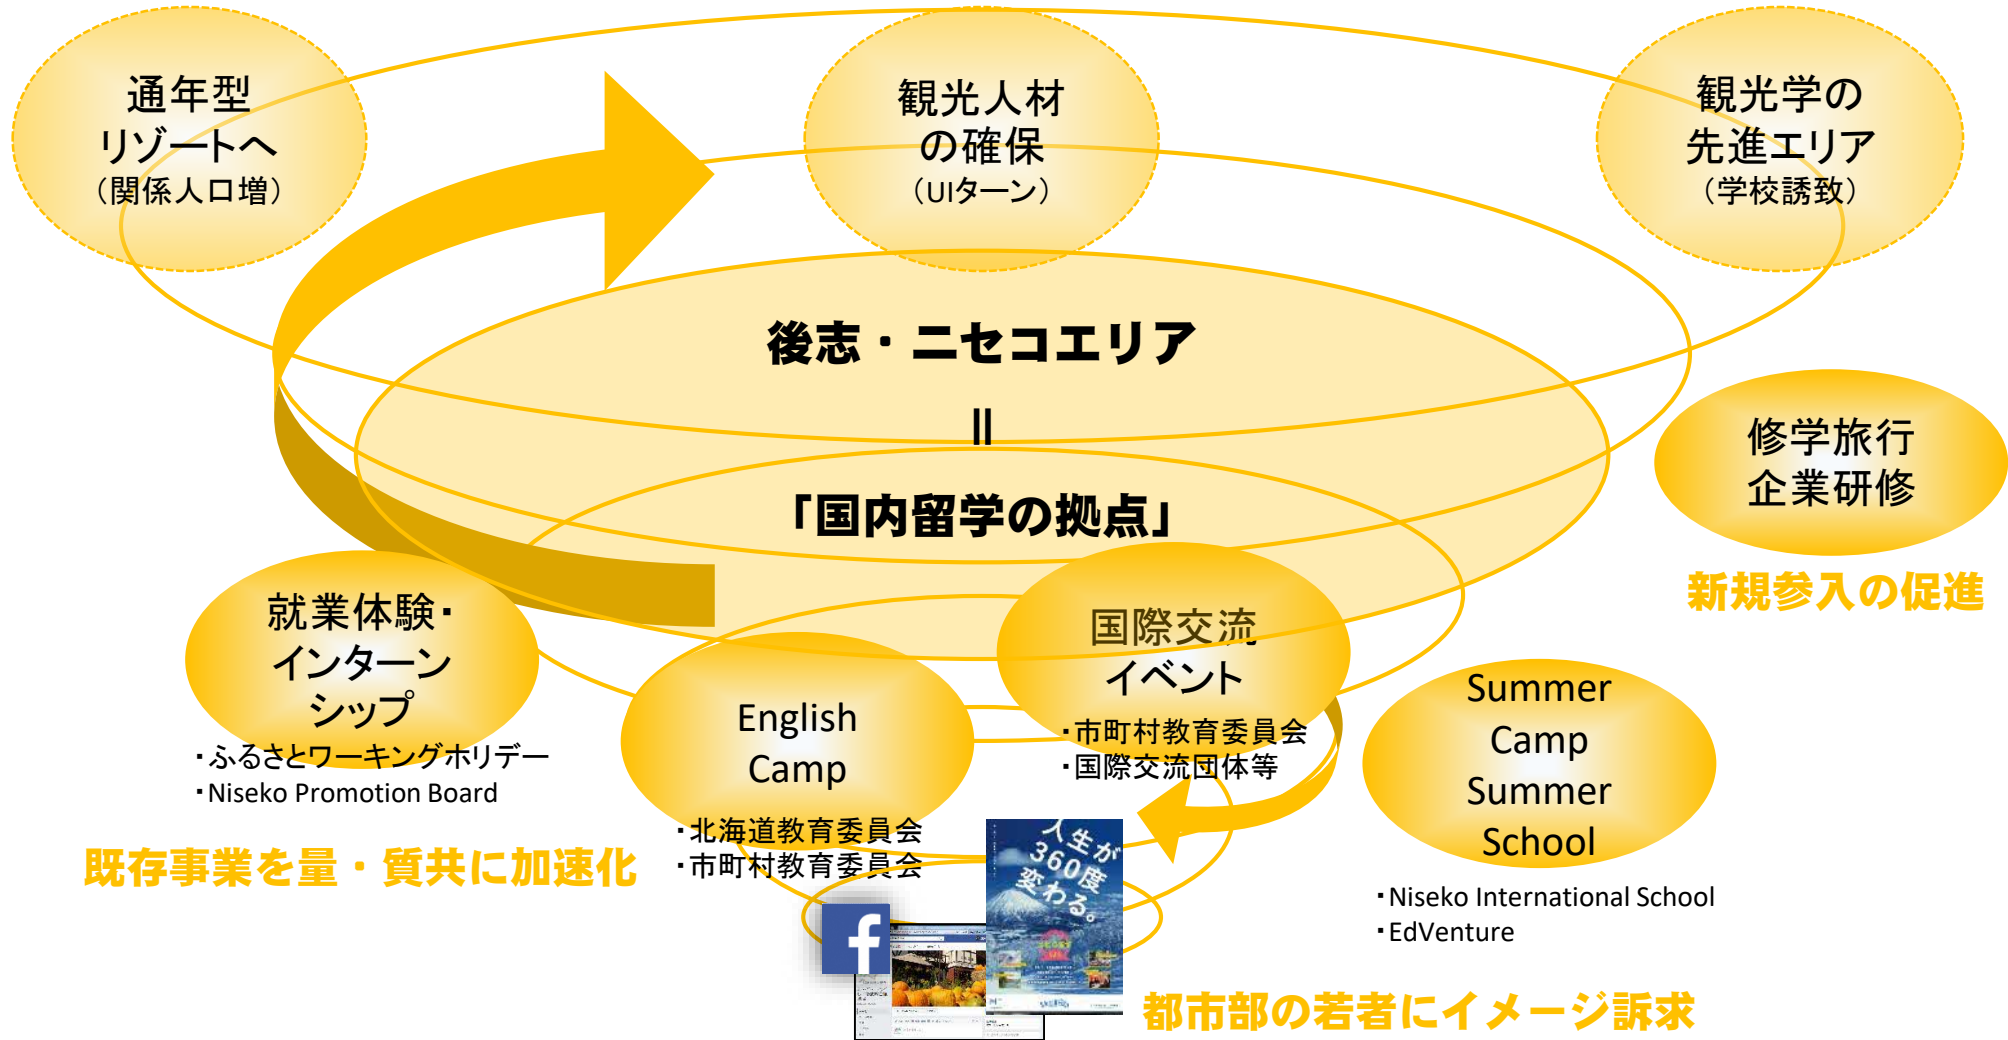 通年型
リゾートへ
（関係人口増）
観光人材
の確保
（UIターン）
観光学の
先進エリア
（学校誘致）
後志・ニセコエリア
＝
「国内留学の拠点」
修学旅行
企業研修
新規参入の促進
就業体験・
インターン
シップ
・ふるさとワーキングホリデー
・Niseko Promotion Board
既存事業を量・質共に加速化
English
Camp
・北海道教育委員会
・市町村教育委員会
国際交流
イベント
・市町村教育委員会
・国際交流団体等
Summer
Camp
Summer
School
・Niseko International School
・EdVenture
f
人生が
360度
変わる。
都市部の若者にイメージ訴求